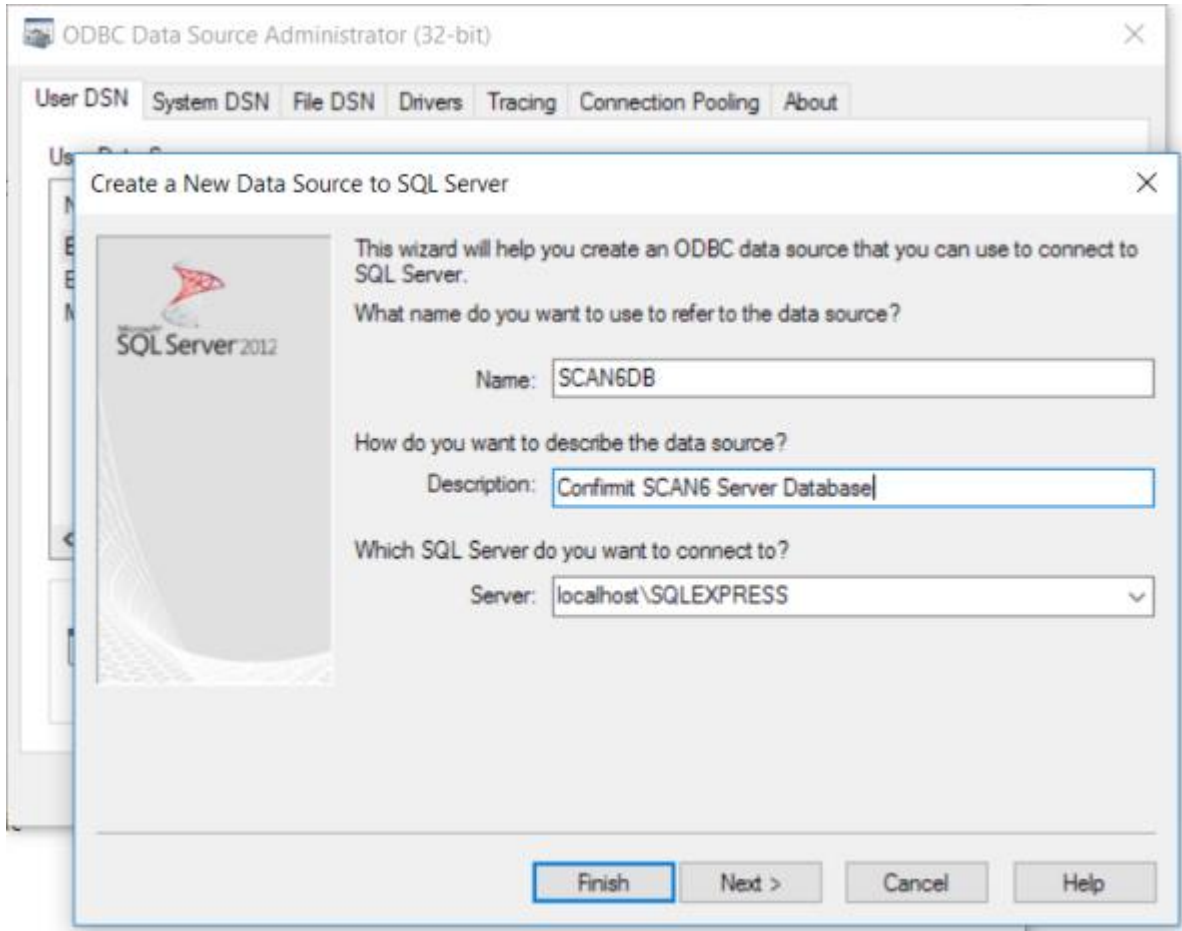 ODBC Data Source Administrator (32-bit)
User DSN System DSN File DSN Drivers Tracing Connection Pooling About
Create a New Data Source to SQL Server
This wizard will help you create an ODBC data source that you can use to connect to
SQL Server.
What name do you want to use to refer to the data source?
Microsoft
SQL Server 2012
Name: SCAN6DB
How do you want to describe the data source?
Description: Confirmit SCAN6 Server Database
Which SQL Server do you want to connect to?
Server: localhost\SQLEXPRESS
Finish Next > Cancel Help